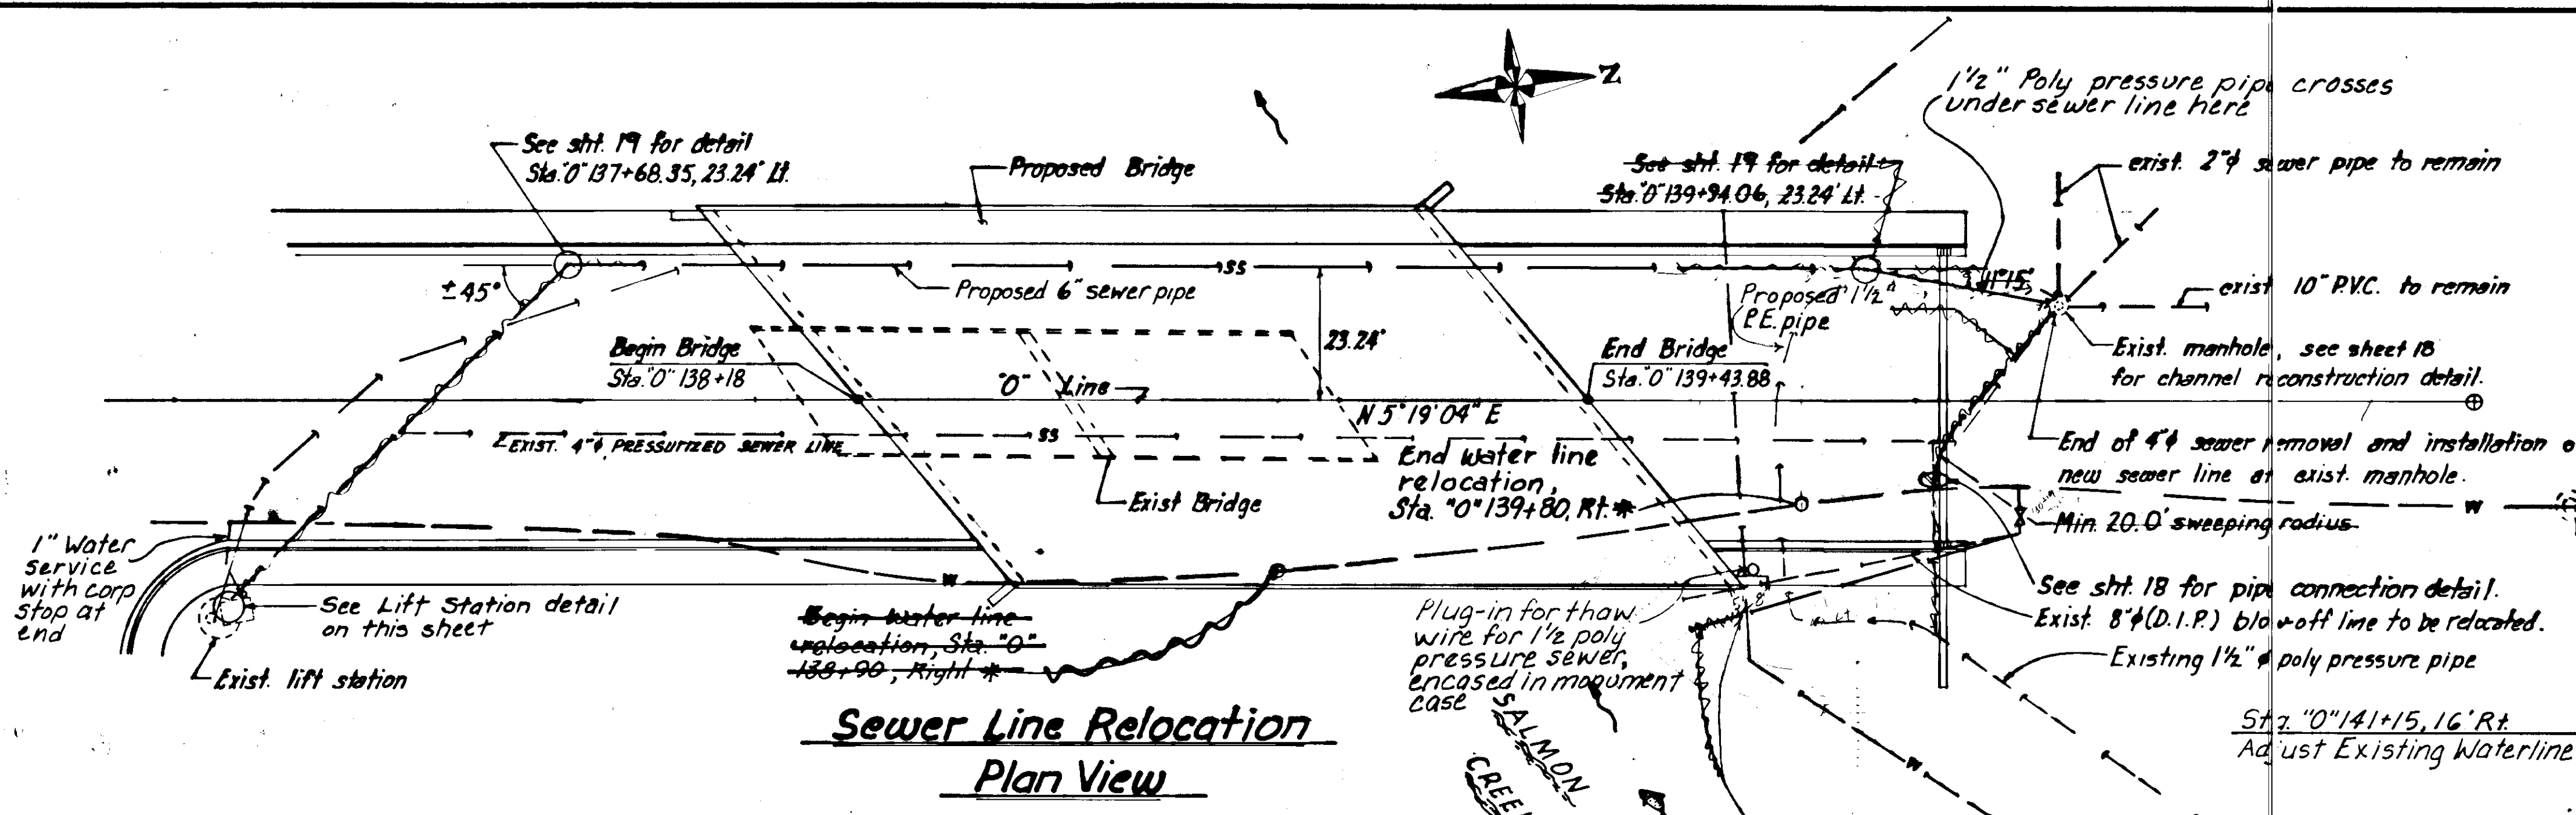 Z
1½" Poly pressure pipe crosses
under sewer line here
See sht. 19 for detail
Sta."O" 137+68.35, 23.24' Lt.
Proposed Bridge
See sht. 19 for detail
Sta."O" 139+94.06, 23.24' Lt.
exist. 2"φ sewer pipe to remain
±45°
SS
Proposed 6" sewer pipe
11°15'
exist 10" P.V.C. to remain
Proposed 1½"
P.E. pipe
23.24'
Begin Bridge
Sta."O" 138+18
"O" Line
End Bridge
Sta."O" 139+43.88
Exist. manhole, see sheet 18
for channel reconstruction detail.
N 5°19'04" E
EXIST. 4"φ PRESSURIZED SEWER LINE
SS
End water line
relocation,
Sta. "O" 139+80, Rt.*
Exist Bridge
End of 4"φ sewer removal and installation o
new sewer line at exist. manhole.
W
Min. 20.0' sweeping radius
1" Water
service
with corp
stop at
end
See Lift Station detail
on this sheet
Exist. lift station
W
Begin water line
relocation, Sta. "O"
138+90, Right *
Plug-in for thaw
wire for 1½ poly
pressure sewer,
encased in monument
case
See sht. 18 for pipe connection detail.
Exist. 8"φ(D.I.P.) blow-off line to be relocated.
Existing 1½"φ poly pressure pipe
SALMON
CREE
W
Sta. "O" 141+15, 16' Rt.
Adjust Existing Waterline
Sewer Line Relocation
Plan View